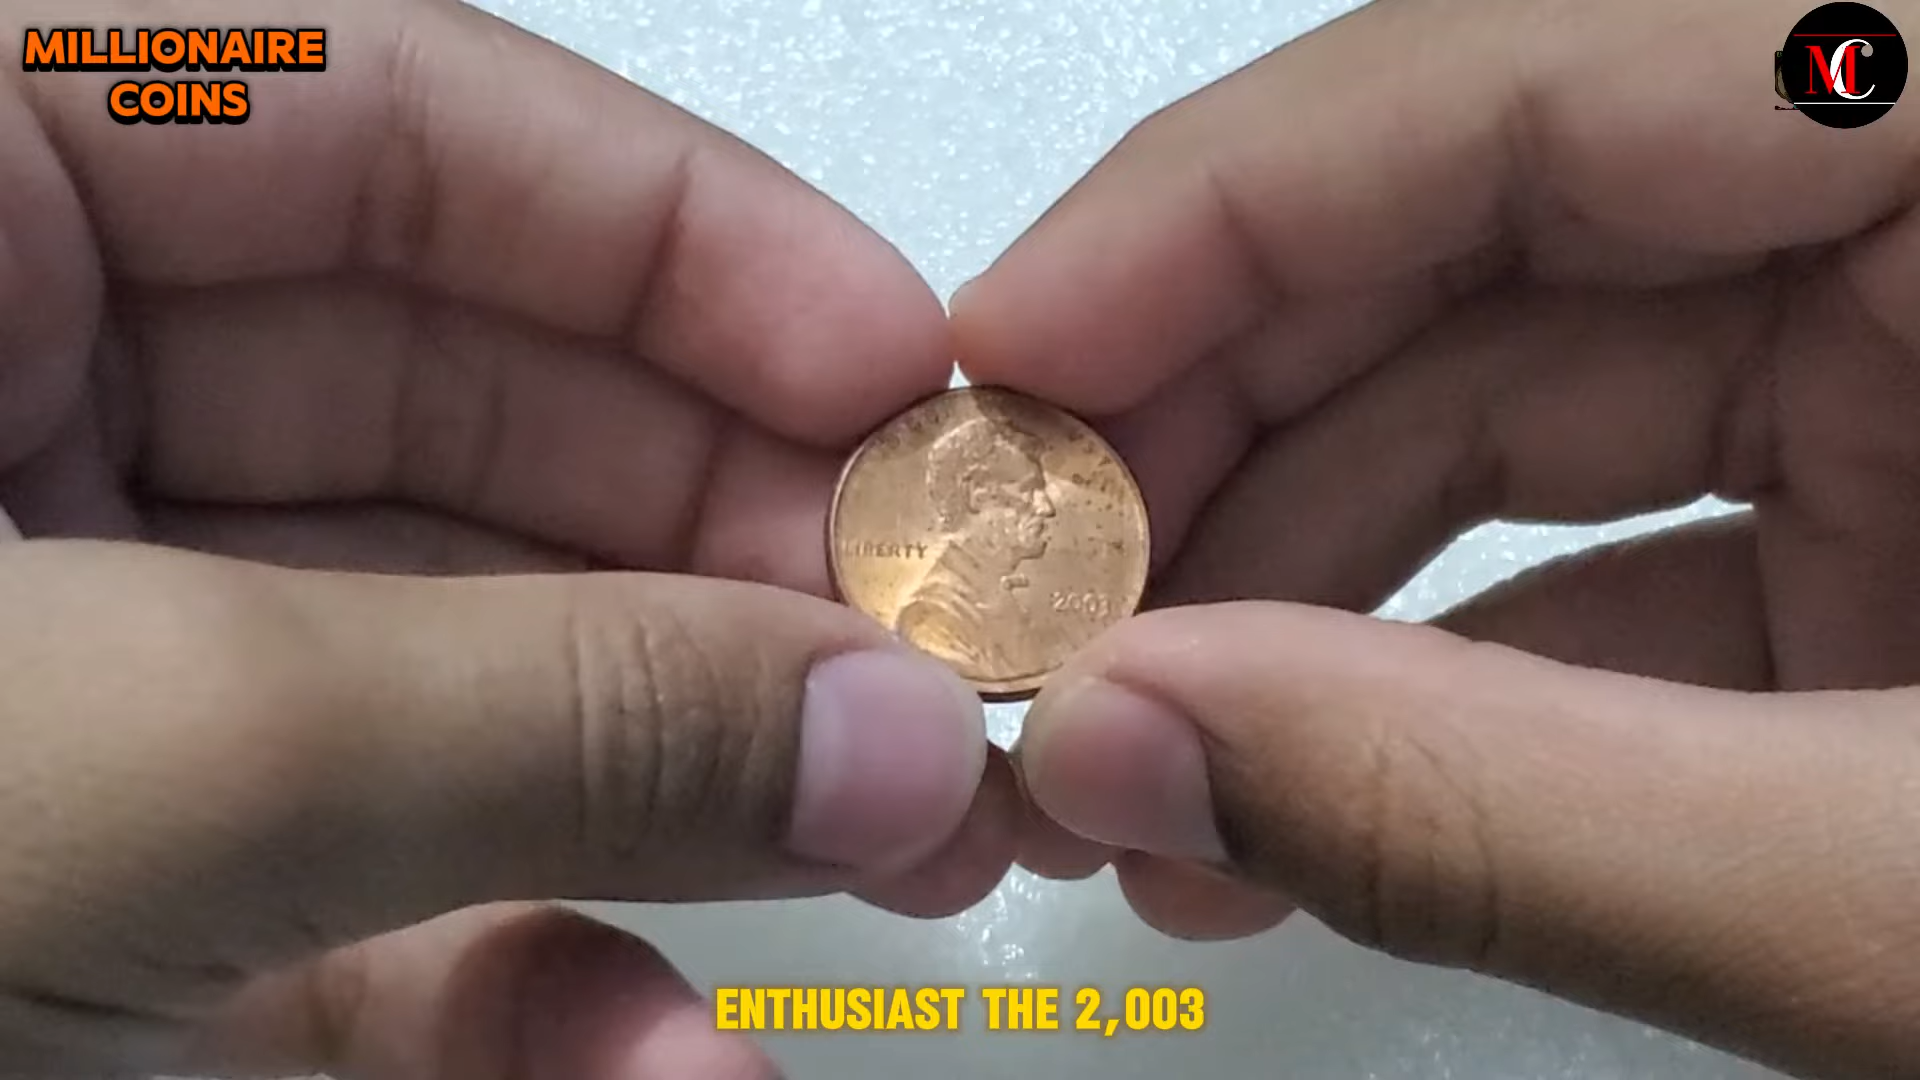 MILLIONAIRE
COINS
MC
LIBERTY
2003
ENTHUSIAST THE 2,003